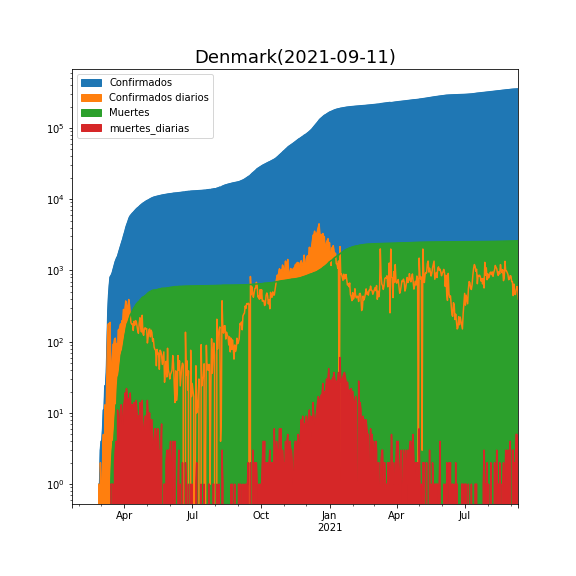 Denmark(2021-09-11)
Confirmados
Confirmados diarios
Muertes
muertes_diarias
10^5
10^4
10^3
10^2
10^1
10^0
Apr Jul Oct Jan Apr Jul
2021